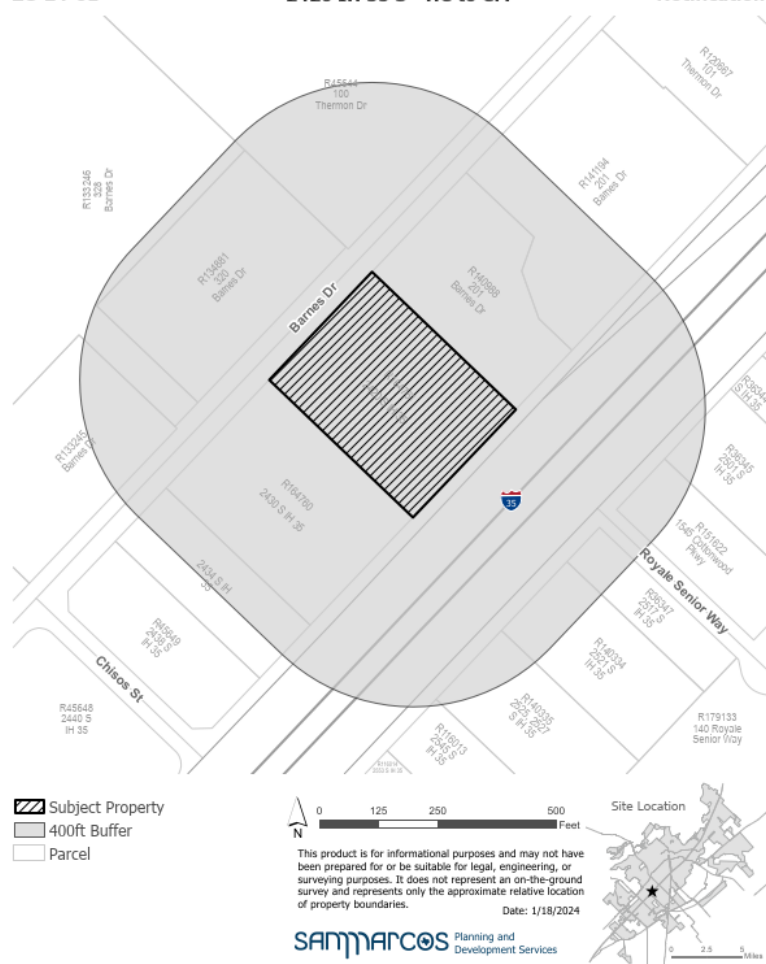 R45644
100
Thermon Dr
R120667
101
Thermon Dr
R133246
328
Barnes Dr
R141194
201
Barnes Dr
R134881
320
Barnes Dr
R140988
201
Barnes Dr
Barnes Dr
R36344
S IH 35
R133245
Barnes Dr
R36345
2501 S
IH 35
R164760
2430 S IH 35
35
R151622
1545 Cottonwood
Pkwy
Royale Senior Way
2434 S IH
35
R36347
2517 S
IH 35
R45649
2438 S
IH 35
R140334
2521 S
IH 35
Chisos St
R45648
2440 S
IH 35
R140335
2525, 2527
S IH 35
R116013
2545 S
IH 35
R179133
140 Royale
Senior Way
Subject Property
400ft Buffer
Parcel
N
0 125 250 500
Feet
This product is for informational purposes and may not have
been prepared for or be suitable for legal, engineering, or
surveying purposes. It does not represent an on-the-ground
survey and represents only the approximate relative location
of property boundaries.
Date: 1/18/2024
SANMARCOS
Planning and
Development Services
Site Location
0 2.5 5
Miles